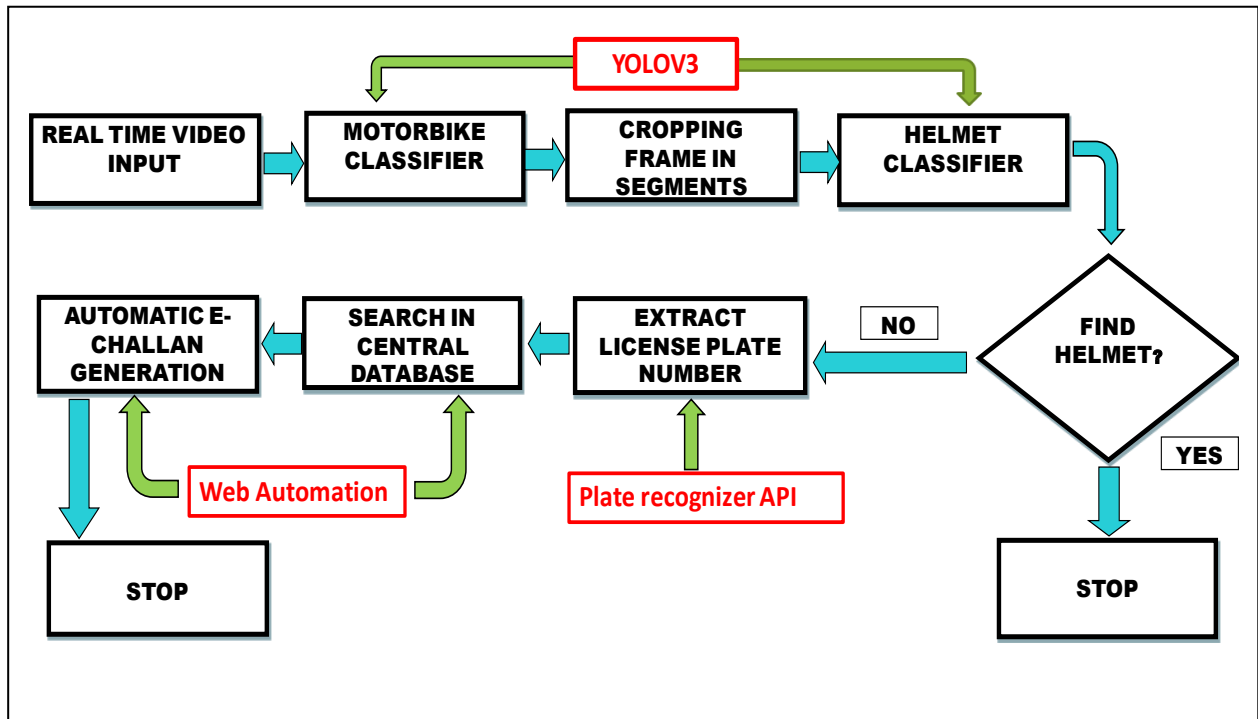 YOLOV3
REAL TIME VIDEO
INPUT
MOTORBIKE
CLASSIFIER
CROPPING
FRAME IN
SEGMENTS
HELMET
CLASSIFIER
FIND
HELMET?
NO
YES
EXTRACT
LICENSE PLATE
NUMBER
SEARCH IN
CENTRAL
DATABASE
AUTOMATIC E-
CHALLAN
GENERATION
Web Automation
Plate recognizer API
STOP
STOP